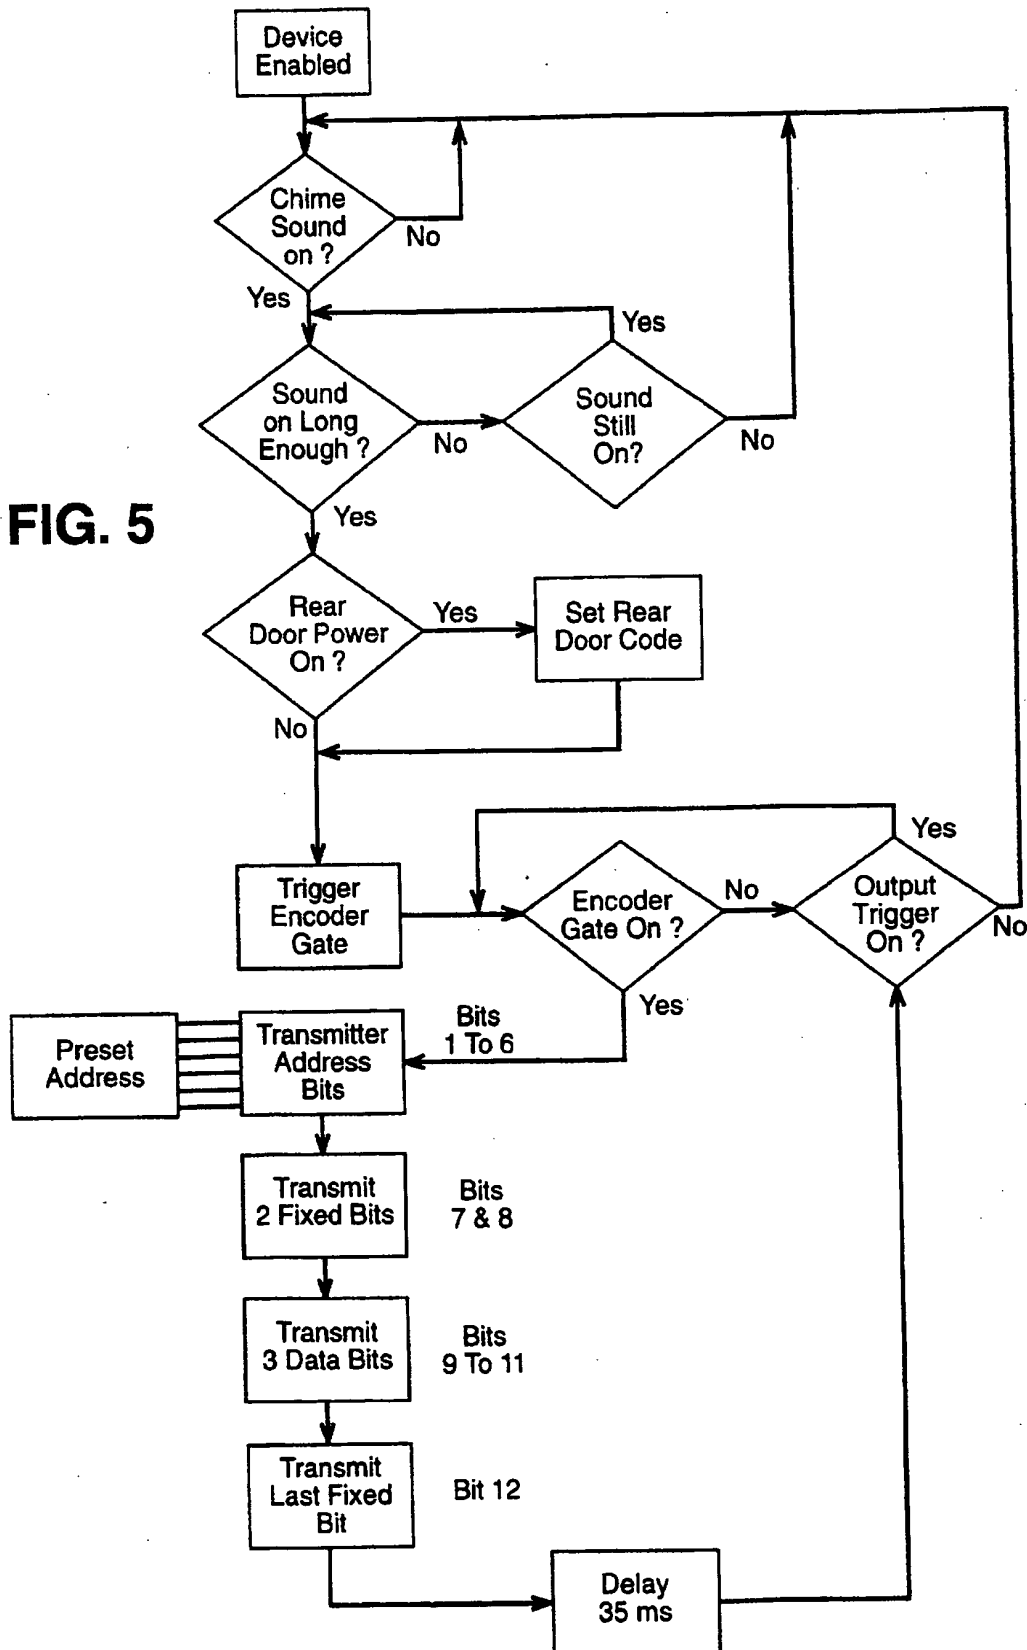 Device
Enabled
Chime
Sound
on ?
No
Yes
Sound
on Long
Enough ?
No
Sound
Still
On?
Yes
No
FIG. 5
Yes
Rear
Door Power
On ?
Yes
Set Rear
Door Code
No
Trigger
Encoder
Gate
Encoder
Gate On ?
No
Output
Trigger
On ?
Yes
No
Yes
Preset
Address
Transmitter
Address
Bits
Bits
1 To 6
Transmit
2 Fixed Bits
Bits
7 & 8
Transmit
3 Data Bits
Bits
9 To 11
Transmit
Last Fixed
Bit
Bit 12
Delay
35 ms